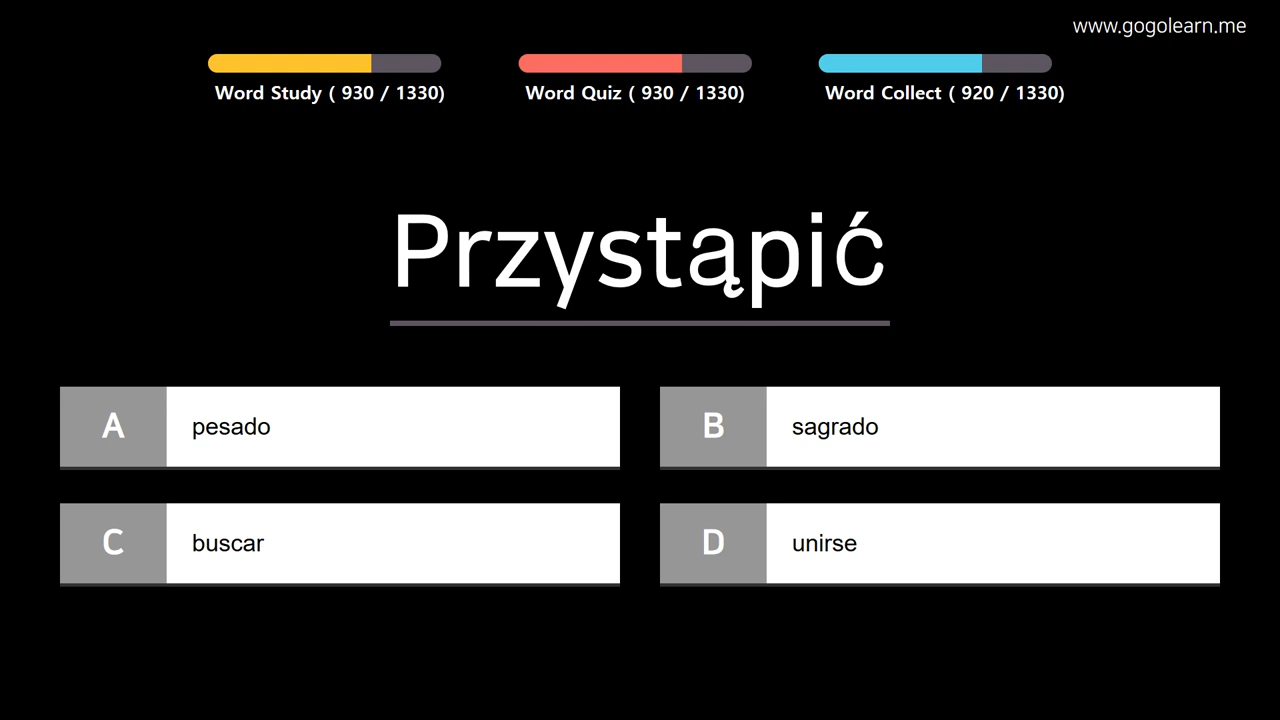 www.gogolearn.me
Word Study ( 930 / 1330)
Word Quiz ( 930 / 1330)
Word Collect ( 920 / 1330)
Przystąpić
A pesado
B sagrado
C buscar
D unirse